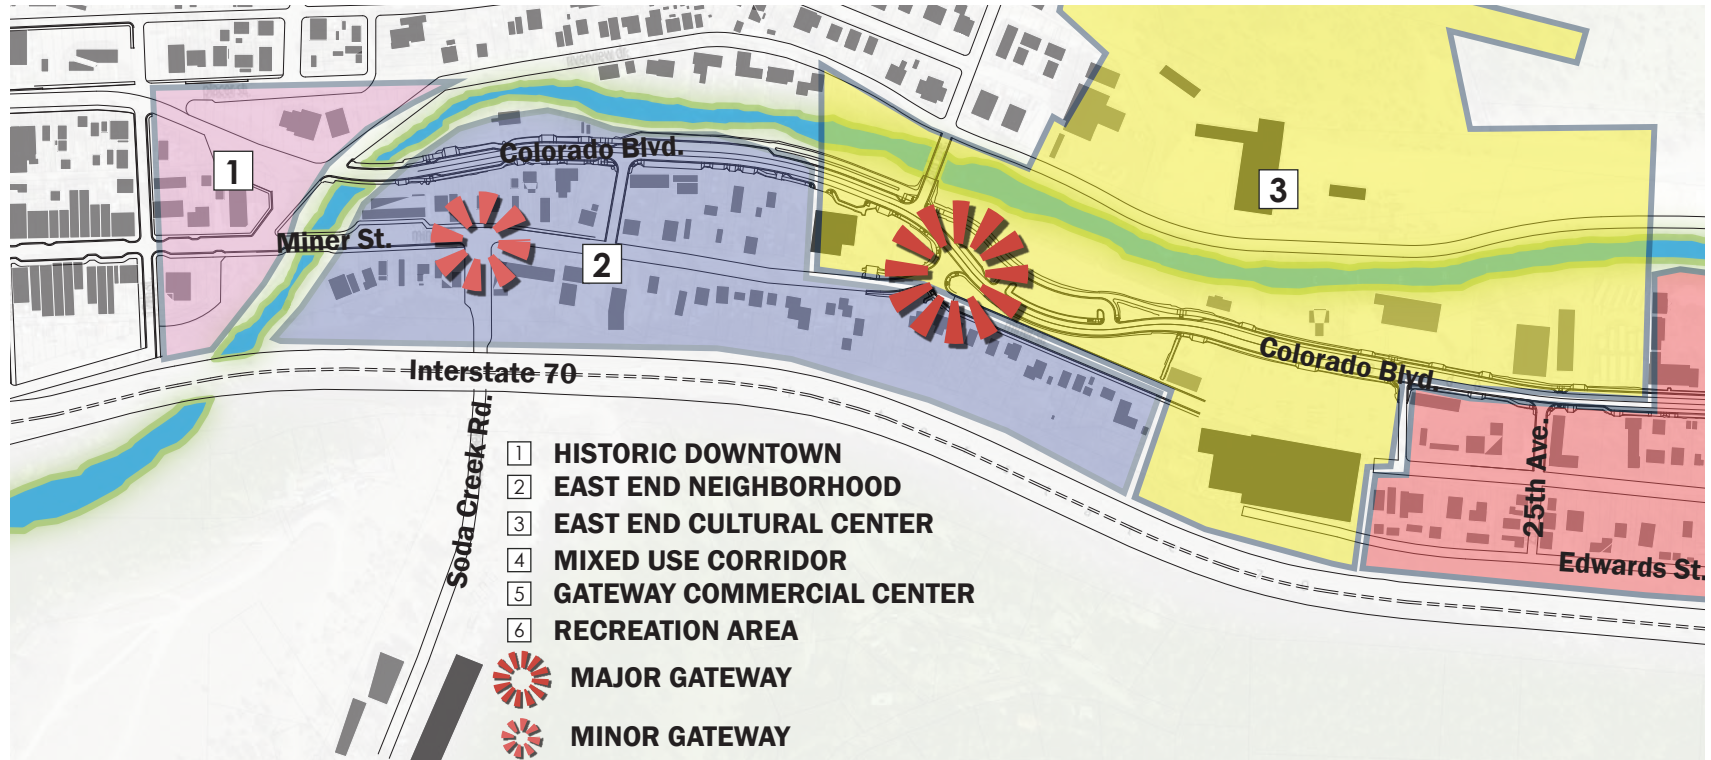 Colorado Blvd.
1
3
Miner St.
2
Colorado Blvd.
Interstate 70
Soda Creek Rd.
25th Ave.
Edwards St.
1 HISTORIC DOWNTOWN
2 EAST END NEIGHBORHOOD
3 EAST END CULTURAL CENTER
4 MIXED USE CORRIDOR
5 GATEWAY COMMERCIAL CENTER
6 RECREATION AREA
MAJOR GATEWAY
MINOR GATEWAY